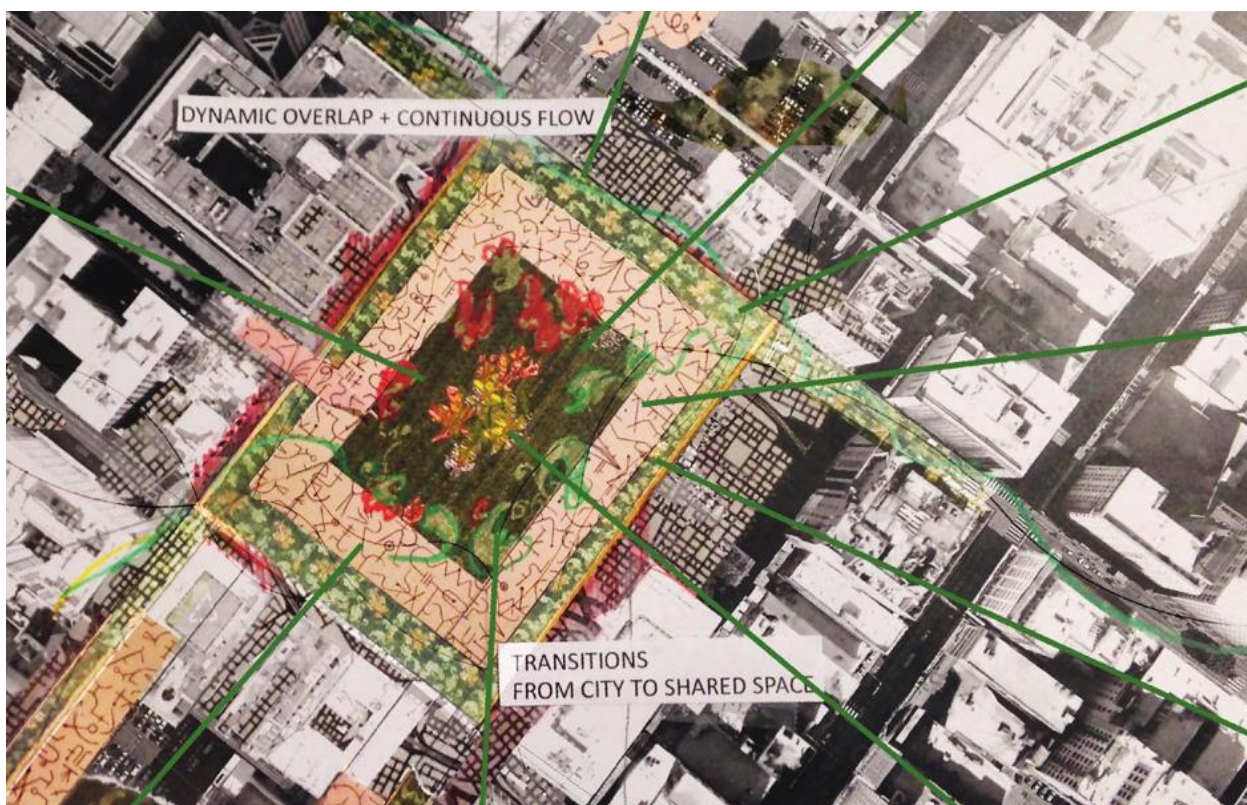 DYNAMIC OVERLAP + CONTINUOUS FLOW
TRANSITIONS
FROM CITY TO SHARED SPACE